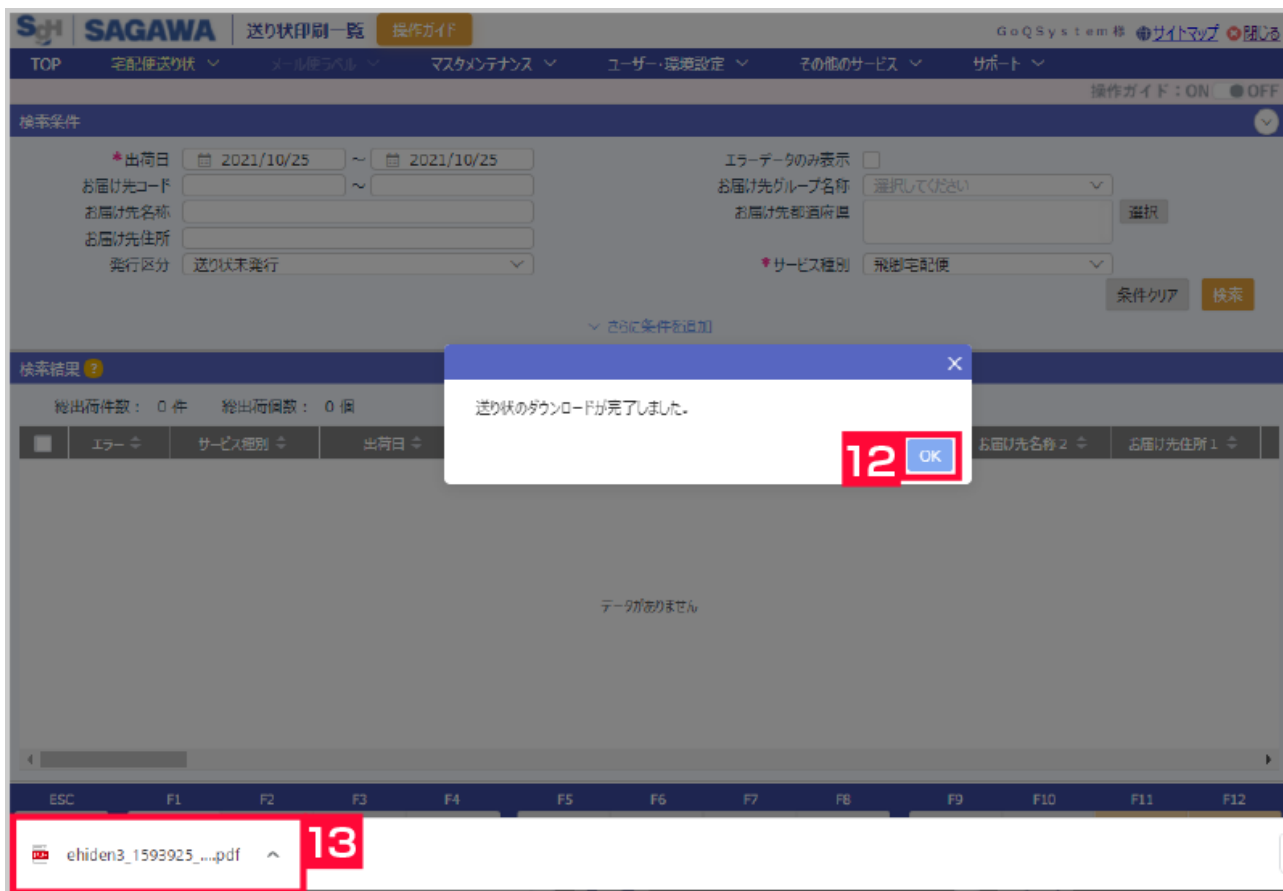 SGH SAGAWA 送り状印刷一覧 操作ガイド GoQSystem様 サイトマップ 閉じる
TOP 宅配便送り状 メール便ラベル マスタメンテナンス ユーザー・環境設定 その他のサービス サポート
操作ガイド：ON OFF
検索条件
*出荷日 2021/10/25 ～ 2021/10/25 エラーデータのみ表示
お届け先コード ～ お届け先グループ名称 選択してください
お届け先名称 お届け先都道府県 選択
お届け先住所
発行区分 送り状未発行 *サービス種別 飛脚宅配便
条件クリア 検索
さらに条件を追加
検索結果 ?
総出荷件数： 0 件 総出荷個数： 0 個
送り状のダウンロードが完了しました。
12 OK
エラー サービス種別 出荷日 お届け先名称２ お届け先住所１
データがありません
ESC F1 F2 F3 F4 F5 F6 F7 F8 F9 F10 F11 F12
ehiden3_1593925_....pdf 13